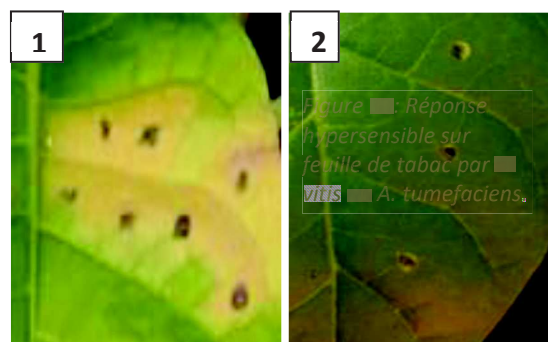 1
2
Figure : Réponse
hypersensible sur
feuille de tabac par
vitis A. tumefaciens.